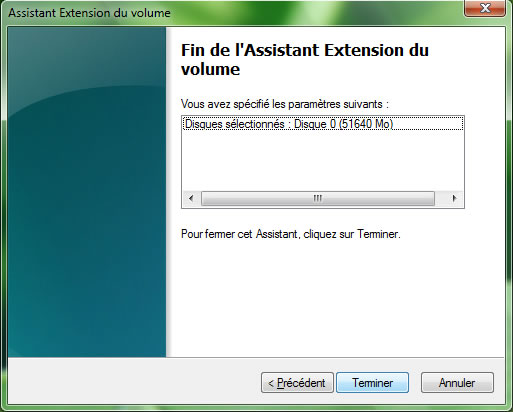 Assistant Extension du volume
Fin de l'Assistant Extension du
volume
Vous avez spécifié les paramètres suivants :
Disques sélectionnés : Disque 0 (51640 Mo)
Pour fermer cet Assistant, cliquez sur Terminer.
< Précédent
Terminer
Annuler